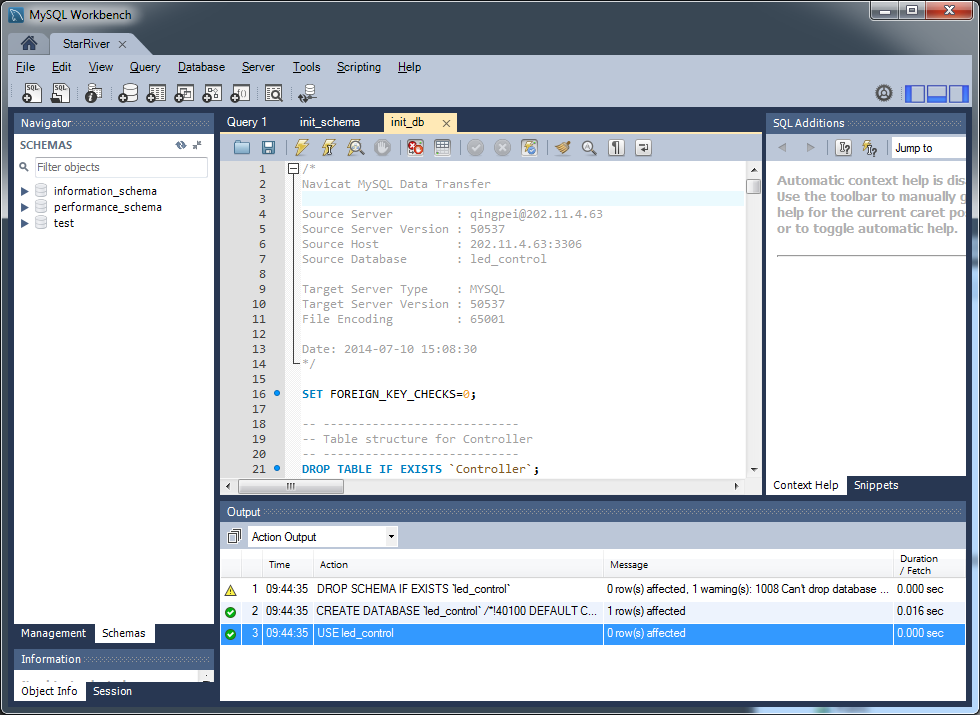 MySQL Workbench
StarRiver
File Edit View Query Database Server Tools Scripting Help
Navigator
SCHEMAS
Filter objects
information_schema
performance_schema
test
Management Schemas
Information
Object Info Session
Query 1 init_schema init_db
1 /*
2 Navicat MySQL Data Transfer
3
4 Source Server : qingpei@202.11.4.63
5 Source Server Version : 50537
6 Source Host : 202.11.4.63:3306
7 Source Database : led_control
8
9 Target Server Type : MYSQL
10 Target Server Version : 50537
11 File Encoding : 65001
12
13 Date: 2014-07-10 15:08:30
14 */
15
16 SET FOREIGN_KEY_CHECKS=0;
17
18 -- ----------------------------
19 -- Table structure for Controller
20 -- ----------------------------
21 DROP TABLE IF EXISTS `Controller`;
SQL Additions
Jump to
Automatic context help is dis
Use the toolbar to manually g
help for the current caret po
or to toggle automatic help.
Context Help Snippets
Output
Action Output
Time Action Message Duration / Fetch
1 09:44:35 DROP SCHEMA IF EXISTS `led_control` 0 row(s) affected, 1 warning(s): 1008 Can't drop database ... 0.000 sec
2 09:44:35 CREATE DATABASE `led_control` /*!40100 DEFAULT C... 1 row(s) affected 0.016 sec
3 09:44:35 USE led_control 0 row(s) affected 0.000 sec